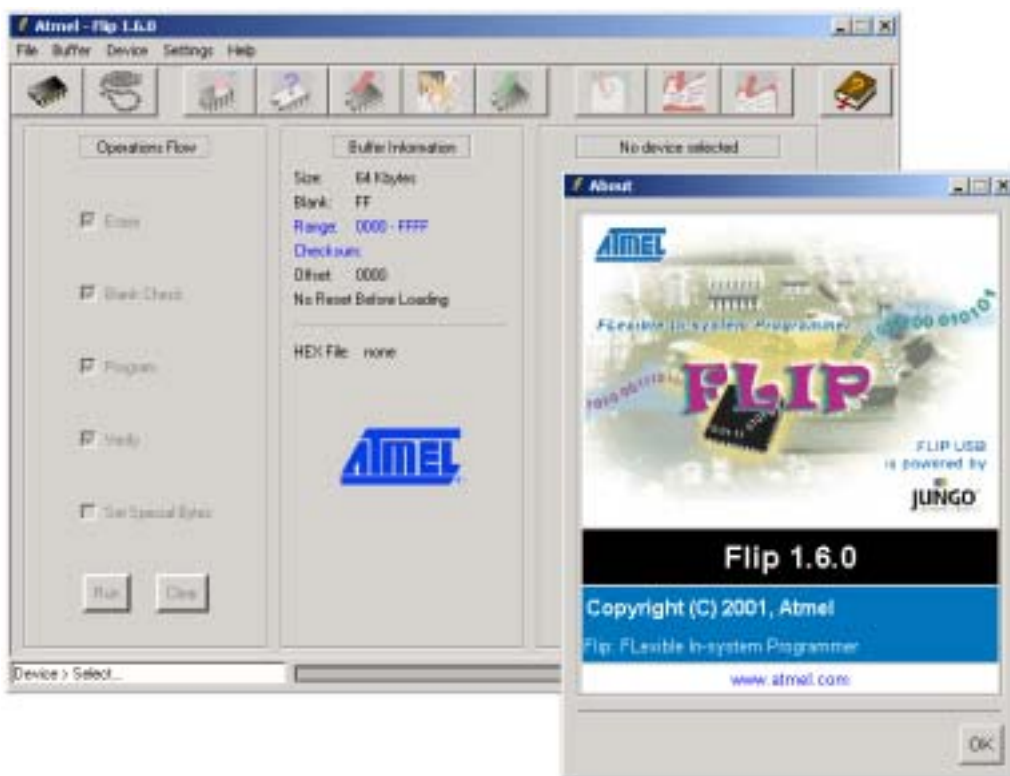 Atmel - Flip 1.6.0
File Buffer Device Settings Help
Operations Flow
Erase
Blank Check
Program
Verify
Set Special Bytes
Run Clear
Buffer Information
Size: 64 Kbytes
Blank: FF
Range: 0000 - FFFF
Checksum:
Offset: 0000
No Reset Before Loading
HEX File: none
ATMEL
No device selected
Device > Select...
About
ATMEL
FLexible In-system Programmer
FLIP
FLIP USB
is powered by
JUNGO
Flip 1.6.0
Copyright (C) 2001, Atmel
Flip: FLexible In-system Programmer
www.atmel.com
OK